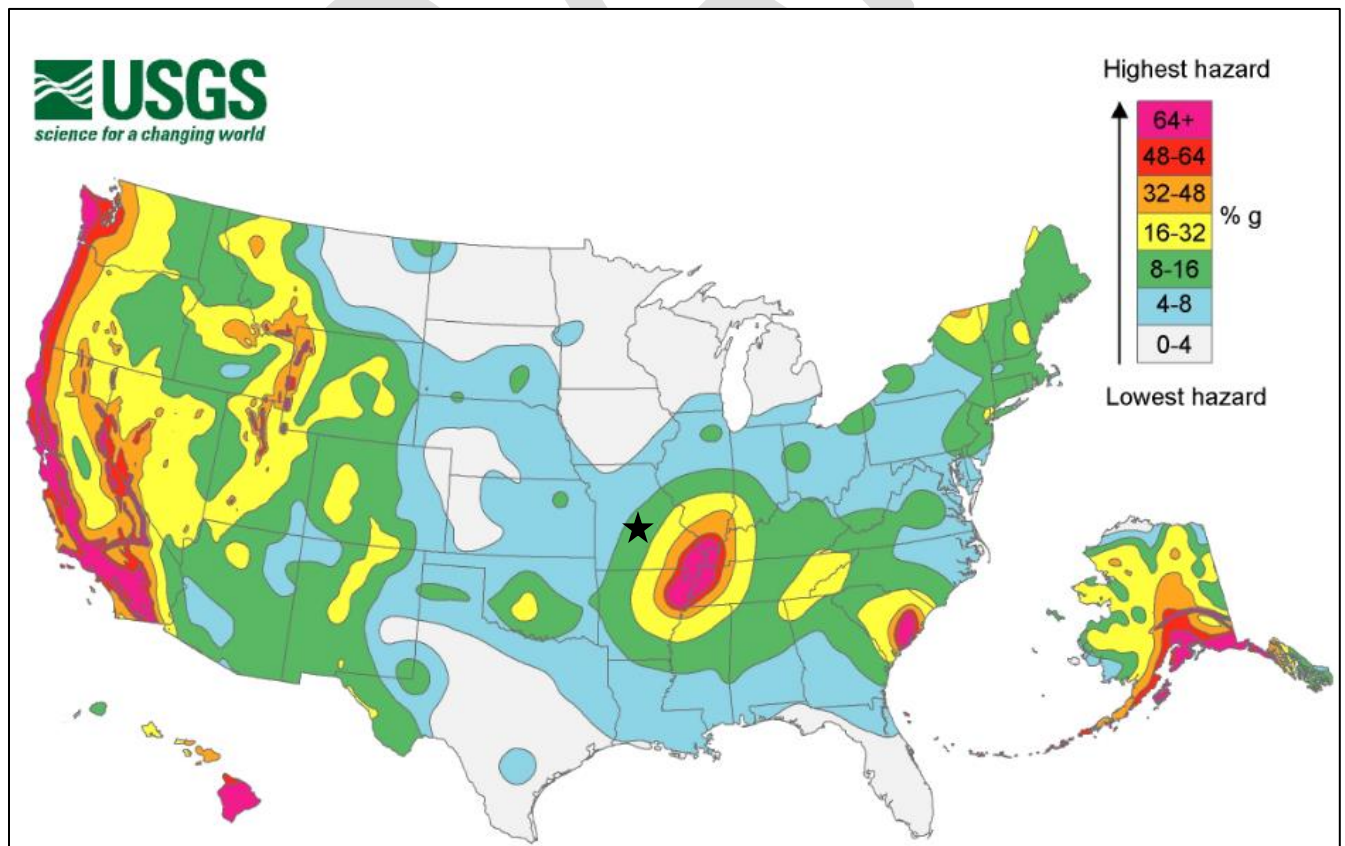 USGS
science for a changing world
Highest hazard
64+
48-64
32-48
16-32
8-16
4-8
0-4
% g
Lowest hazard